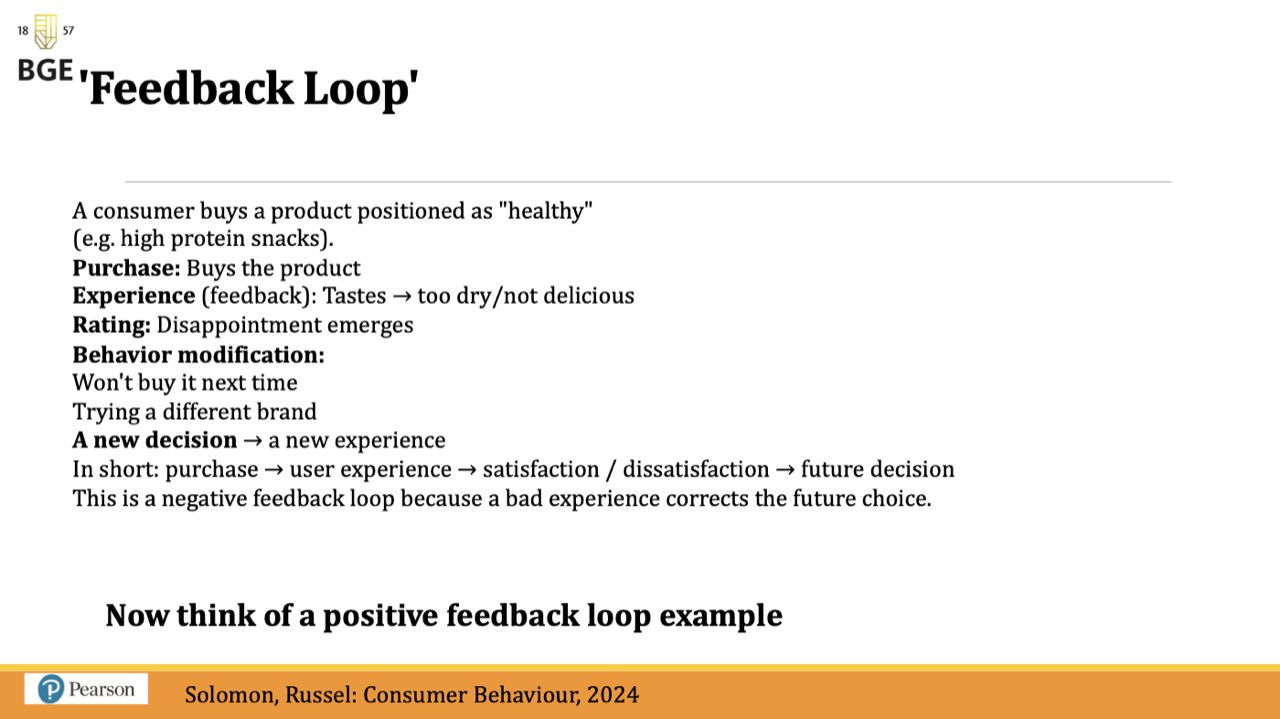 18 57
BGE
'Feedback Loop'
A consumer buys a product positioned as "healthy"
(e.g. high protein snacks).
Purchase: Buys the product
Experience (feedback): Tastes → too dry/not delicious
Rating: Disappointment emerges
Behavior modification:
Won't buy it next time
Trying a different brand
A new decision → a new experience
In short: purchase → user experience → satisfaction / dissatisfaction → future decision
This is a negative feedback loop because a bad experience corrects the future choice.
Now think of a positive feedback loop example
P Pearson
Solomon, Russel: Consumer Behaviour, 2024